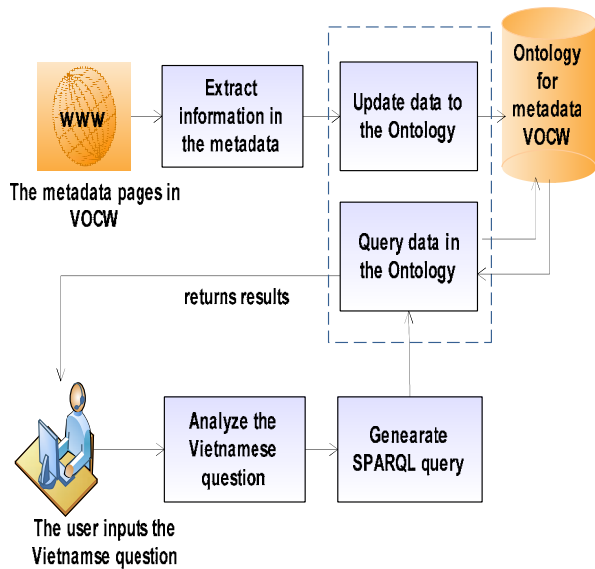 WWW
The metadata pages in
VOCW
Extract
information in
the metadata
Update data to
the Ontology
Ontology
for
metadata
VOCW
Query data in
the Ontology
returns results
The user inputs the
Vietnamse question
Analyze the
Vietnamese
question
Genearate
SPARQL query